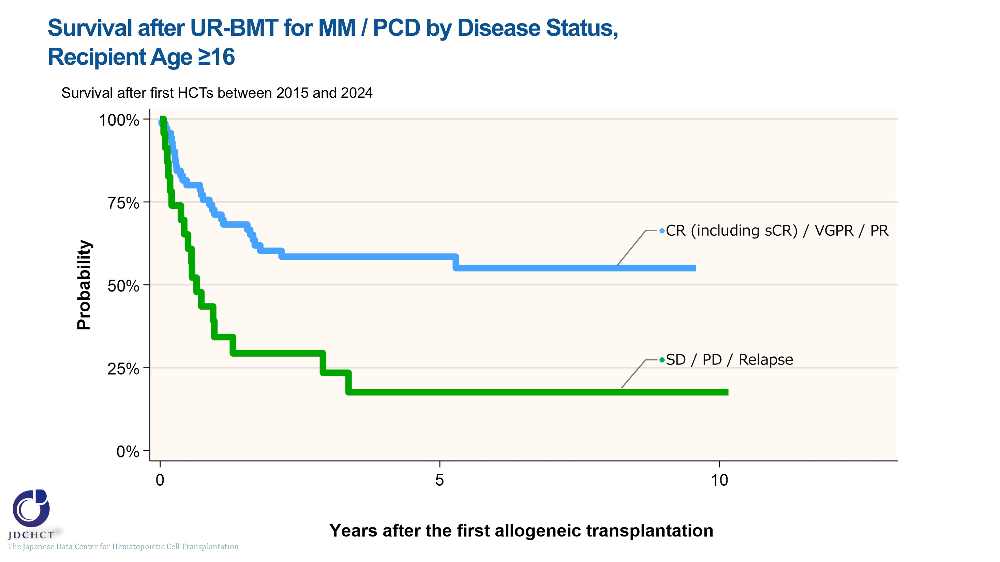 Survival after UR-BMT for MM / PCD by Disease Status,
Recipient Age ≥16
Survival after first HCTs between 2015 and 2024
100%
75%
50%
25%
0%
Probability
CR (including sCR) / VGPR / PR
SD / PD / Relapse
0
5
10
Years after the first allogeneic transplantation
JDCHCT
The Japanese Data Center for Hematopoietic Cell Transplantation